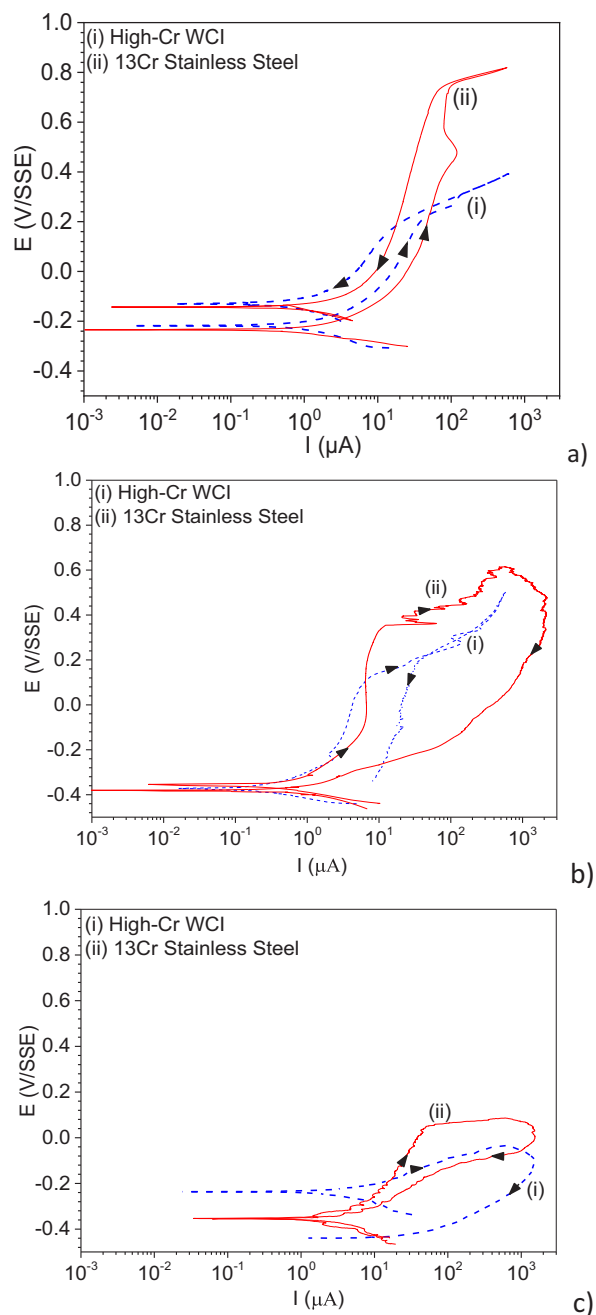 (i) High-Cr WCI
(ii) 13Cr Stainless Steel
1.0
0.8
0.6
0.4
0.2
0.0
-0.2
-0.4
E (V/SSE)
(ii)
(i)
10⁻³ 10⁻² 10⁻¹ 10⁰ 10¹ 10² 10³
I (µA)
a)
(i) High-Cr WCI
(ii) 13Cr Stainless Steel
1.0
0.8
0.6
0.4
0.2
0.0
-0.2
-0.4
E (V/SSE)
(ii)
(i)
10⁻³ 10⁻² 10⁻¹ 10⁰ 10¹ 10² 10³
I (µA)
b)
(i) High-Cr WCI
(ii) 13Cr Stainless Steel
1.0
0.8
0.6
0.4
0.2
0.0
-0.2
-0.4
E (V/SSE)
(ii)
(i)
10⁻³ 10⁻² 10⁻¹ 10⁰ 10¹ 10² 10³
I (µA)
c)